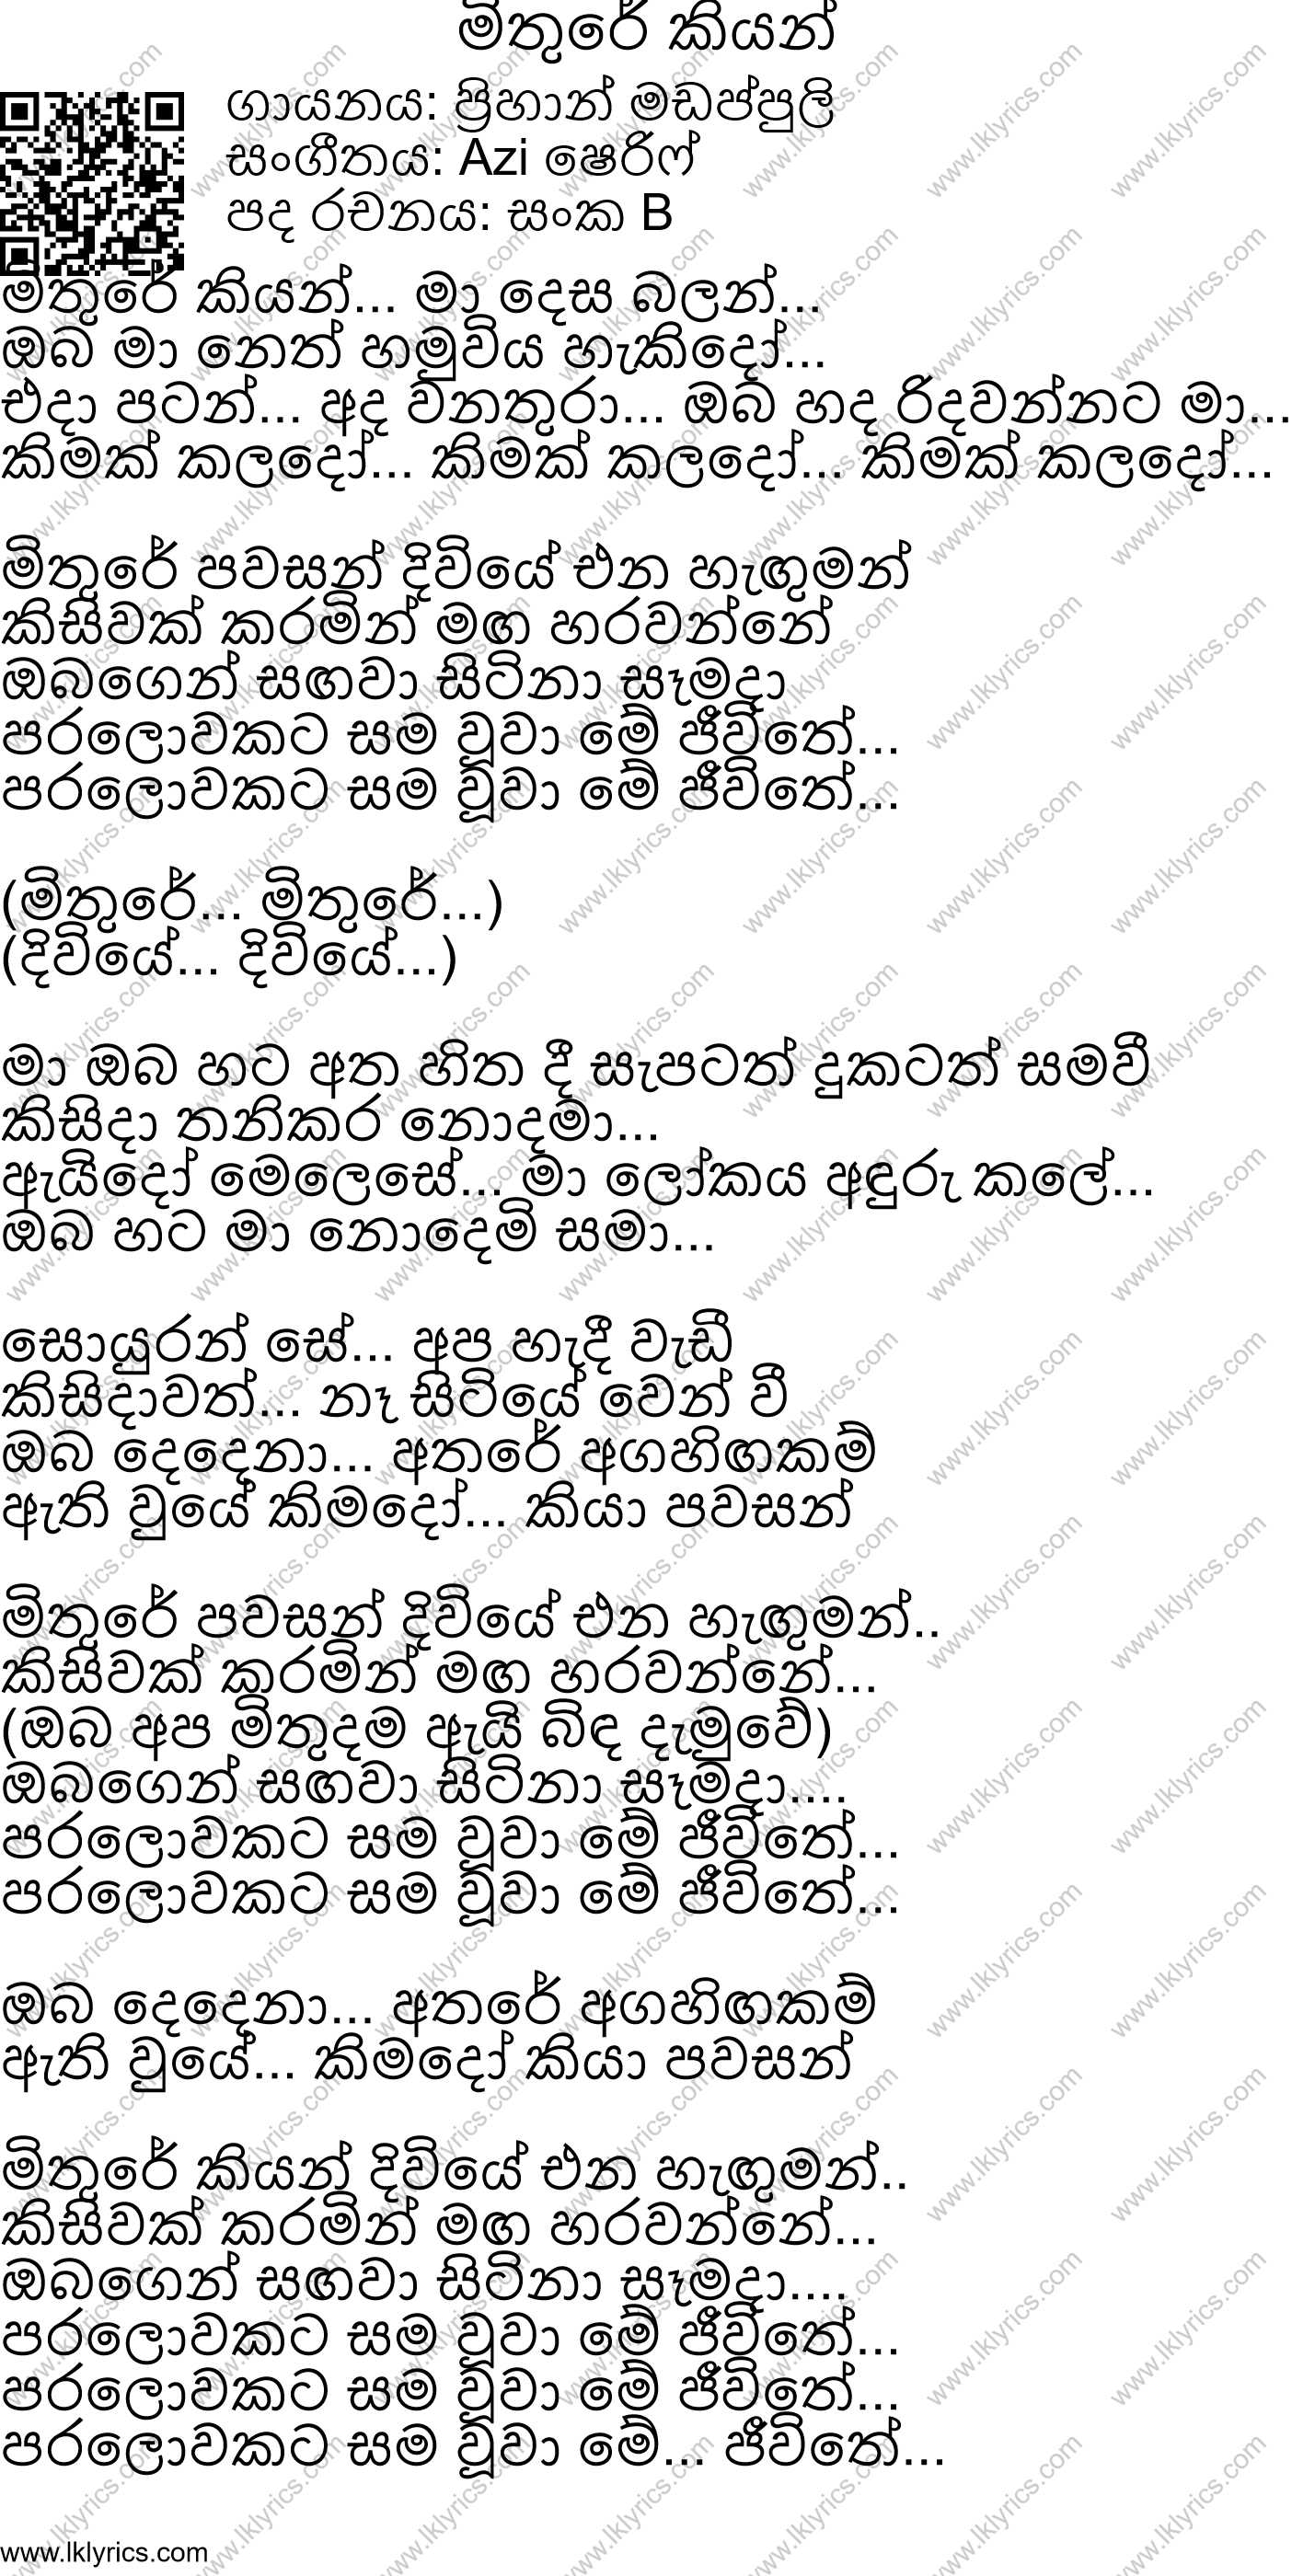 මිතුරේ කියන්
ගායනය: ප්‍රිහාන් මඩප්පුලි
සංගීතය: Azi ෂෙරිෆ්
පද රචනය: සංක B
මිතුරේ කියන්... මා දෙස බලන්...
ඔබ මා නෙත් හමුවිය හැකිදෝ...
එදා පටන්... අද වනතුරා... ඔබ හද රිදවන්නට මා...
කිමක් කලදෝ... කිමක් කලදෝ... කිමක් කලදෝ...
මිතුරේ පවසන් දිවියේ එන හැඟුමන්
කිසිවක් කරමින් මඟ හරවන්නේ
ඔබගෙන් සඟවා සිටිනා සෑමදා
පරලොවකට සම වූවා මේ ජීවිතේ...
පරලොවකට සම වූවා මේ ජීවිතේ...
(මිතුරේ... මිතුරේ...)
(දිවියේ... දිවියේ...)
මා ඔබ හට අත හිත දී සැපටත් දුකටත් සමවී
කිසිදා තනිකර නොදමා...
ඇයිදෝ මෙලෙසේ... මා ලෝකය අඳුරු කලේ...
ඔබ හට මා නොදෙමි සමා...
සොයුරන් සේ... අප හැදී වැඩී
කිසිදාවත්... නෑ සිටියේ වෙන් වී
ඔබ දෙදෙනා... අතරේ අගහිඟකම්
ඇති වුයේ කිමදෝ... කියා පවසන්
මිතුරේ පවසන් දිවියේ එන හැඟුමන්..
කිසිවක් කරමින් මඟ හරවන්නේ...
(ඔබ අප මිතුදම ඇයි බිඳ දැමුවේ)
ඔබගෙන් සඟවා සිටිනා සෑමදා....
පරලොවකට සම වූවා මේ ජීවිතේ...
පරලොවකට සම වූවා මේ ජීවිතේ...
ඔබ දෙදෙනා... අතරේ අගහිඟකම්
ඇති වුයේ... කිමදෝ කියා පවසන්
මිතුරේ කියන් දිවියේ එන හැඟුමන්..
කිසිවක් කරමින් මඟ හරවන්නේ...
ඔබගෙන් සඟවා සිටිනා සෑමදා....
පරලොවකට සම වූවා මේ ජීවිතේ...
පරලොවකට සම වූවා මේ ජීවිතේ...
පරලොවකට සම වූවා මේ... ජීවිතේ...
www.lklyrics.com